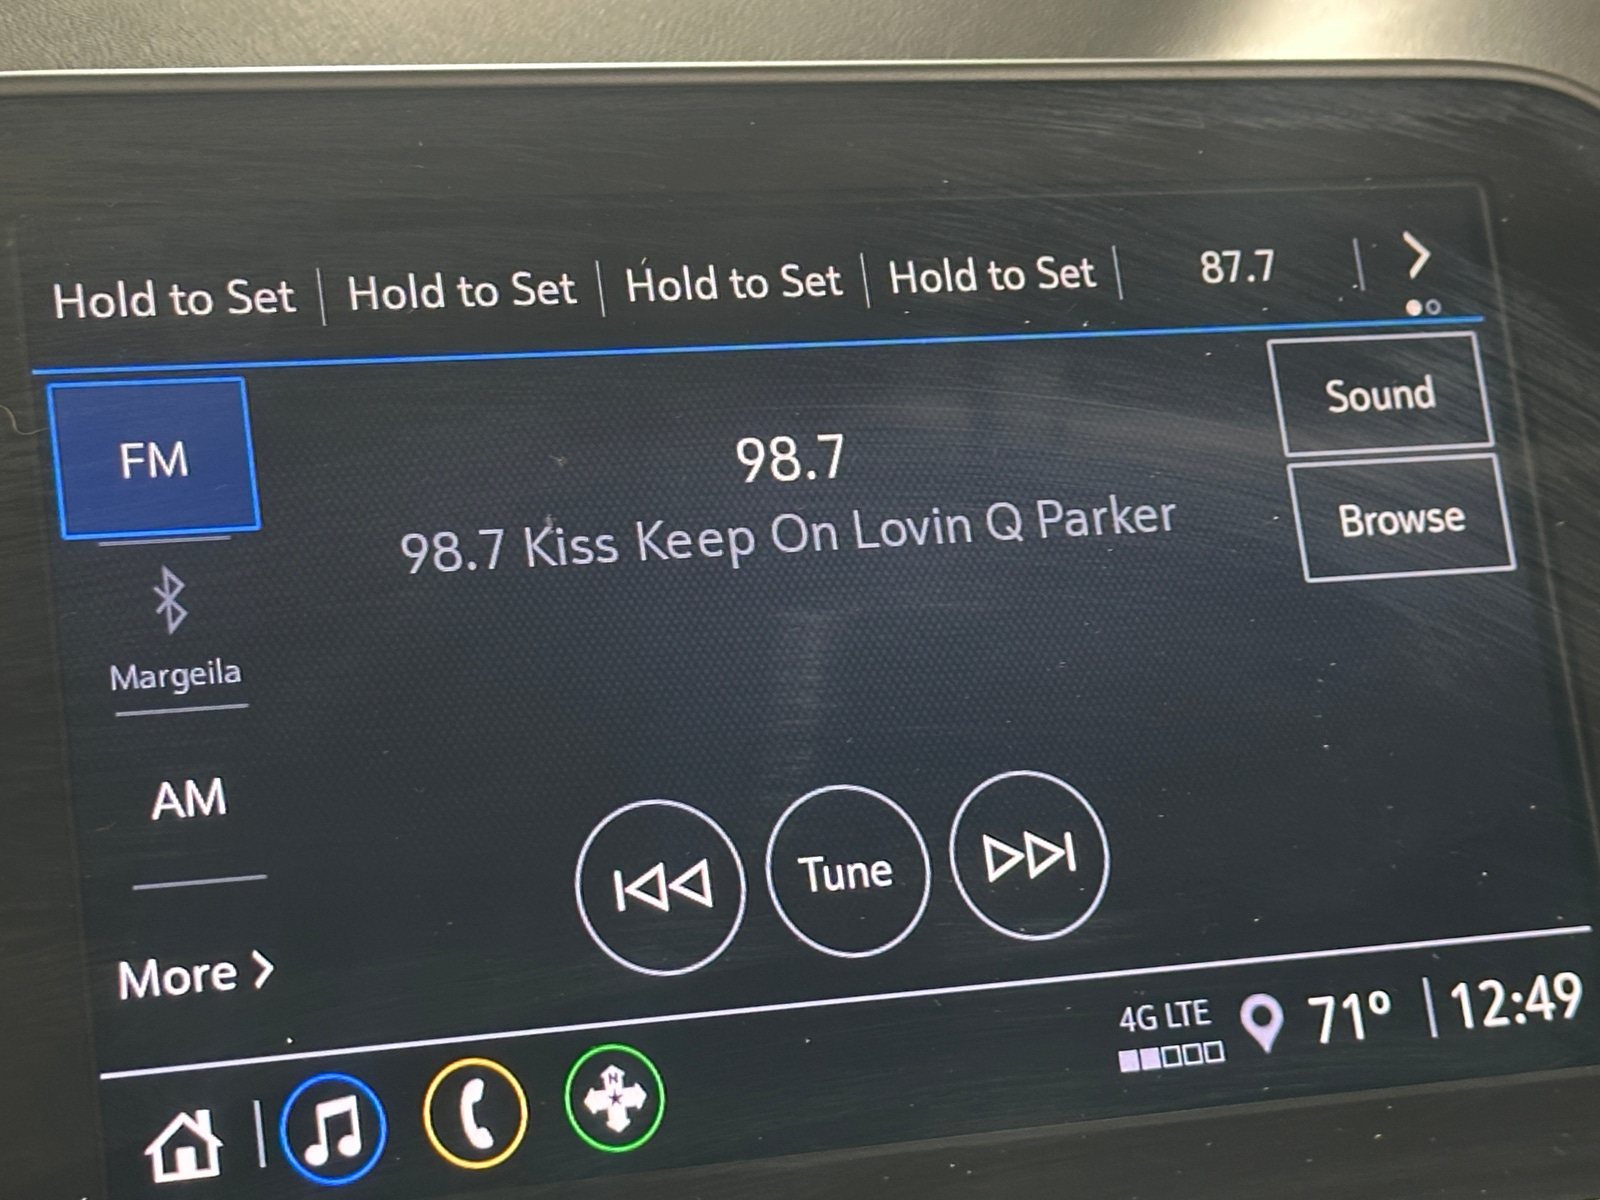 Hold to Set | Hold to Set | Hold to Set | Hold to Set | 87.7
FM
98.7
98.7 Kiss Keep On Lovin Q Parker
Sound
Browse
Margeila
AM
Tune
More
4G LTE 71° | 12:49
N